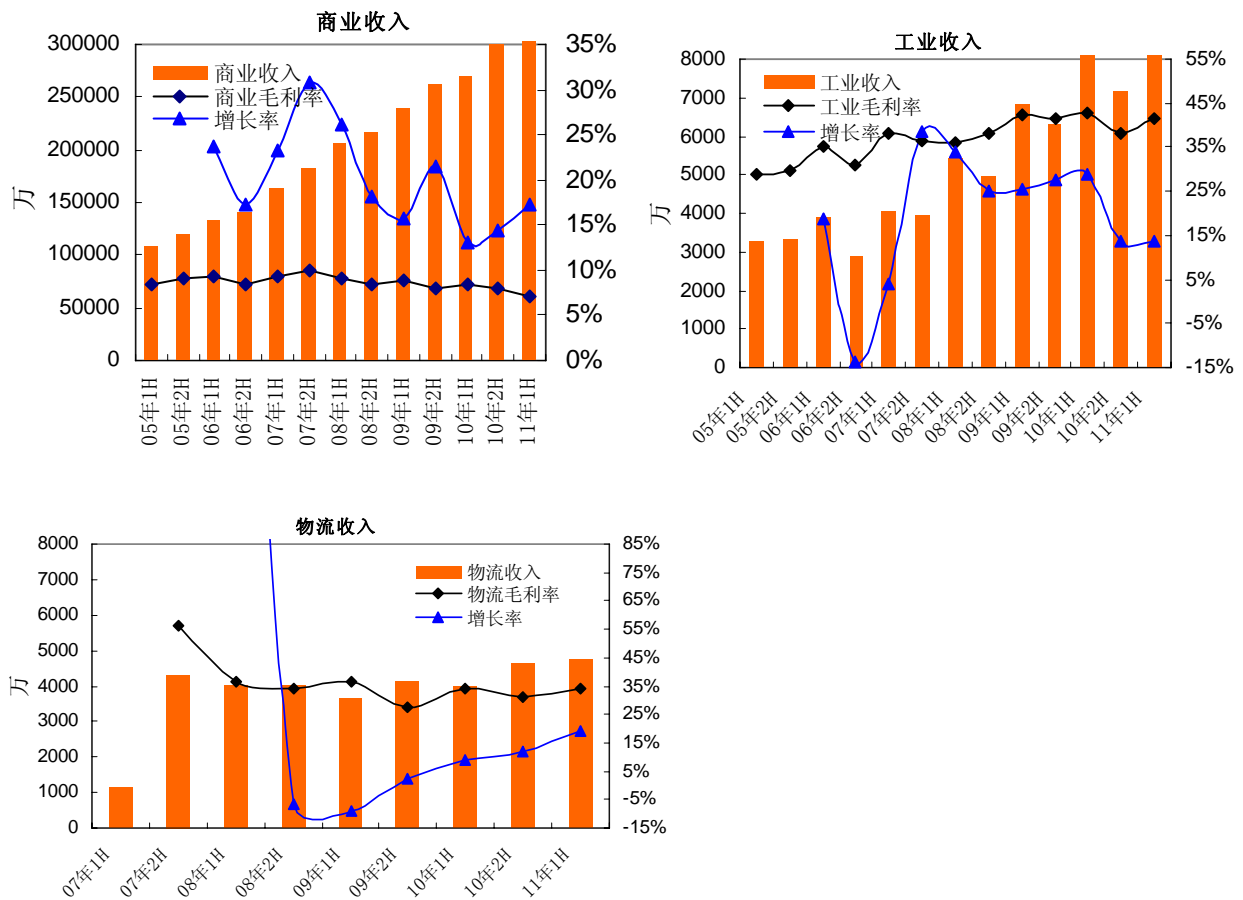 商业收入
300000
250000
200000
150000
100000
50000
0
万
35%
30%
25%
20%
15%
10%
5%
0%
商业收入
商业毛利率
增长率
05年1H
05年2H
06年1H
06年2H
07年1H
07年2H
08年1H
08年2H
09年1H
09年2H
10年1H
10年2H
11年1H
工业收入
8000
7000
6000
5000
4000
3000
2000
1000
0
万
55%
45%
35%
25%
15%
5%
-5%
-15%
工业收入
工业毛利率
增长率
05年1H
05年2H
06年1H
06年2H
07年1H
07年2H
08年1H
08年2H
09年1H
09年2H
10年1H
10年2H
11年1H
物流收入
8000
7000
6000
5000
4000
3000
2000
1000
0
万
85%
75%
65%
55%
45%
35%
25%
15%
5%
-5%
-15%
物流收入
物流毛利率
增长率
07年1H
07年2H
08年1H
08年2H
09年1H
09年2H
10年1H
10年2H
11年1H